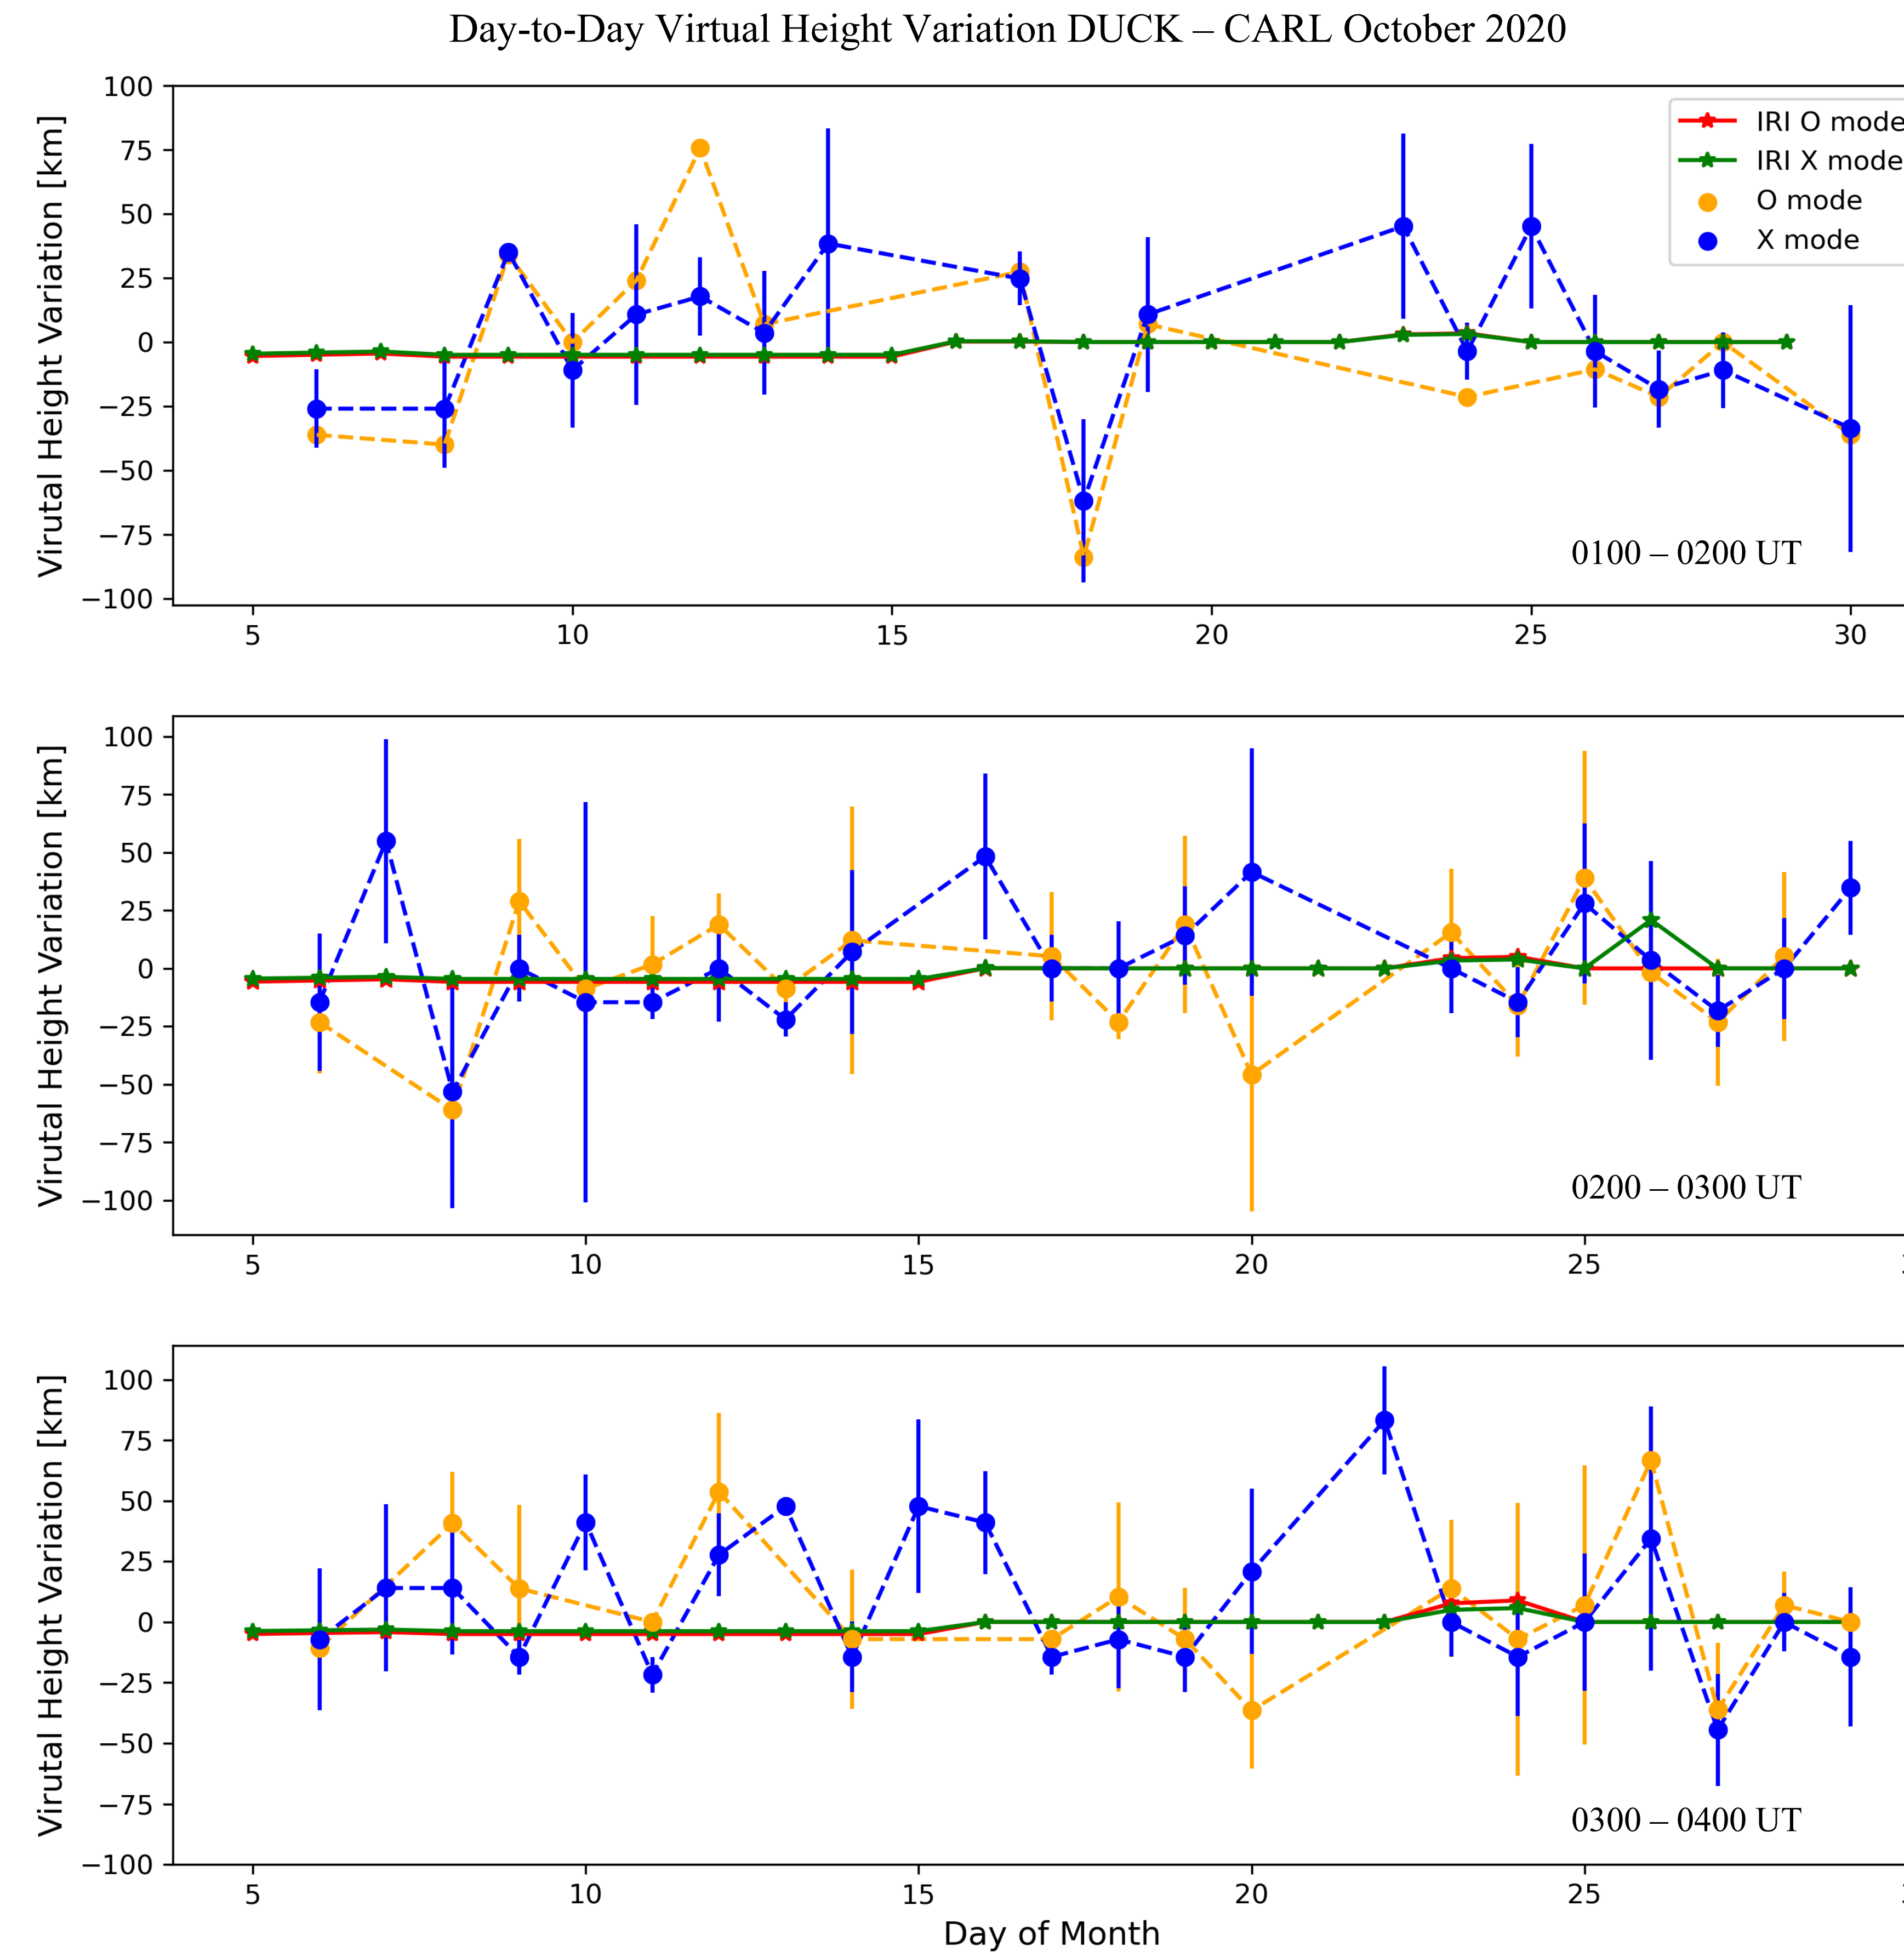 Day-to-Day Virtual Height Variation DUCK – CARL October 2020
Virutal Height Variation [km]
100
75
50
25
0
−25
−50
−75
−100
IRI O mode
IRI X mode
O mode
X mode
0100 – 0200 UT
5 10 15 20 25 30
Virutal Height Variation [km]
100
75
50
25
0
−25
−50
−75
−100
0200 – 0300 UT
5 10 15 20 25
Virutal Height Variation [km]
100
75
50
25
0
−25
−50
−75
−100
0300 – 0400 UT
5 10 15 20 25
Day of Month